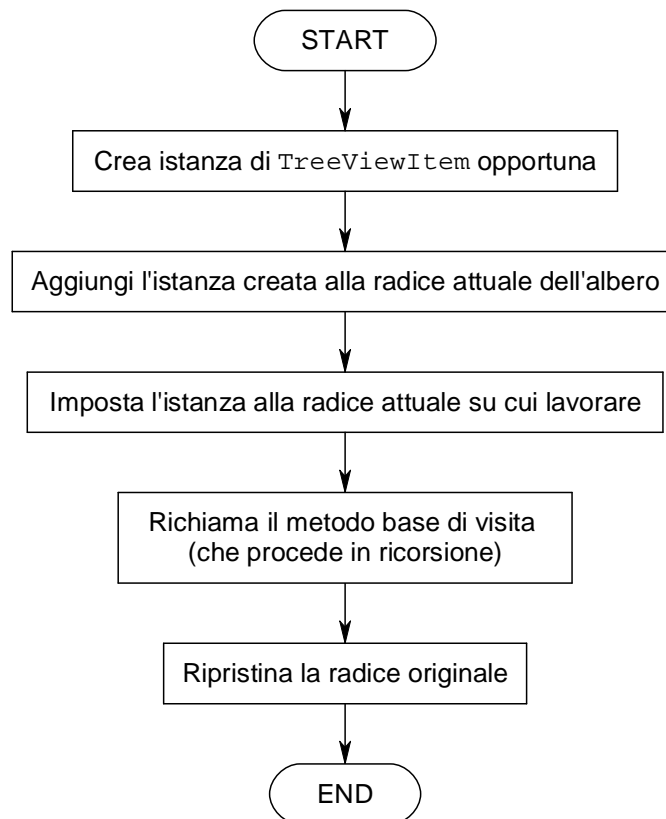 START
Crea istanza di TreeViewItem opportuna
Aggiungi l'istanza creata alla radice attuale dell'albero
Imposta l'istanza alla radice attuale su cui lavorare
Richiama il metodo base di visita
(che procede in ricorsione)
Ripristina la radice originale
END